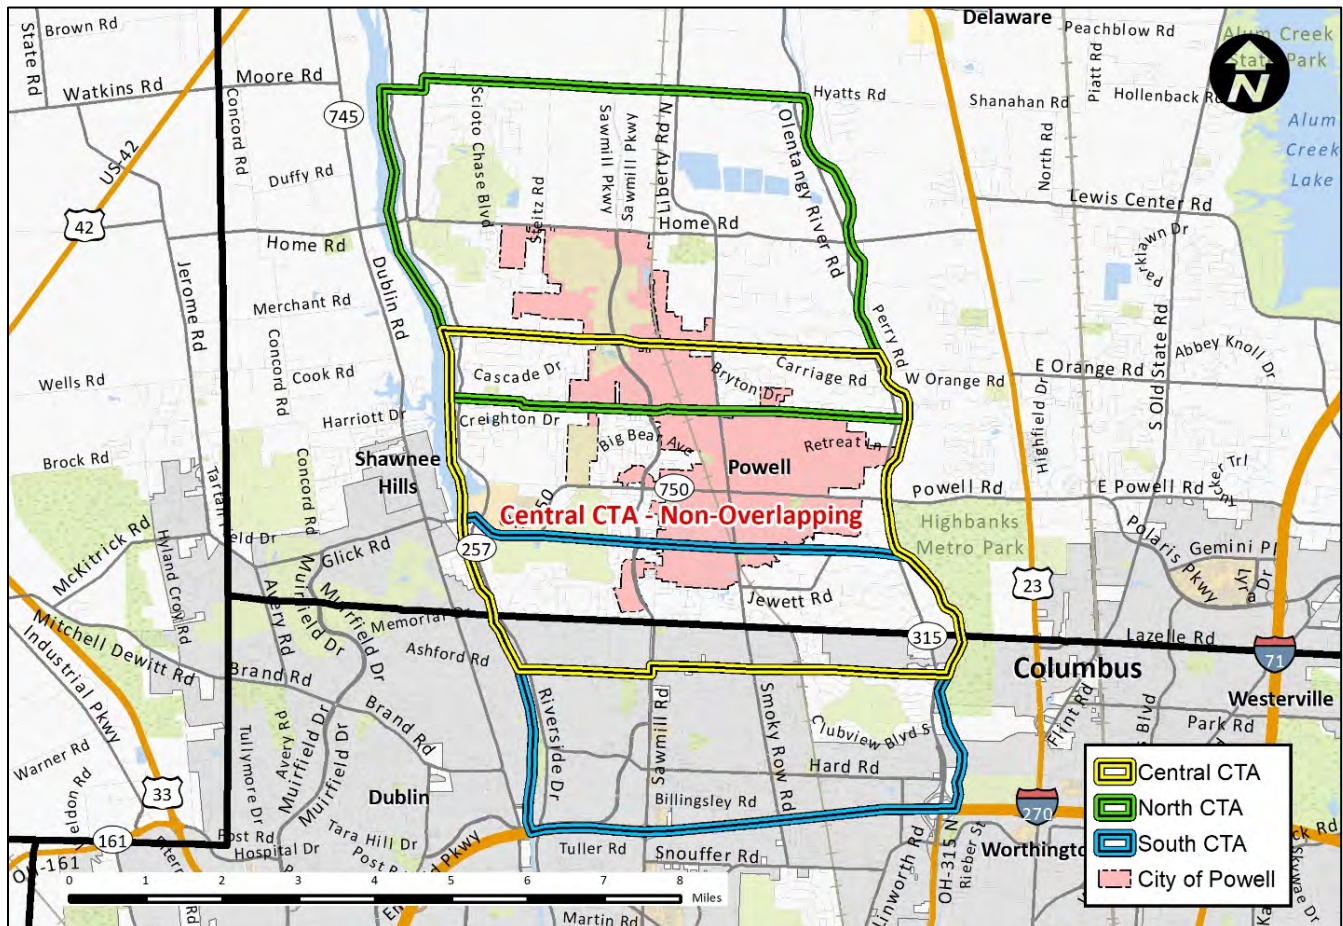 Delaware
Brown Rd
State Rd
Peachblow Dr
Alum Creek
State Park
N
Watkins Rd
Moore Rd
Hyatts Rd
Shanahan Rd
Piatt Rd
Hollenback Rd
745
Concord Rd
Scioto Chase Blvd
Sawmill Pkwy
Sawmill Pkwy
Liberty Rd N
Olentangy River Rd
North Rd
Alum
Creek
Lake
US-42
Duffy Rd
Steitz Rd
42
Home Rd
Home Rd
Lewis Center Rd
Parklawn Dr
Jerome Rd
Dublin Rd
Merchant Rd
Perry Rd
S Old State Rd
Abbey Knoll Dr
Wells Rd
Concord Rd
Cook Rd
Cascade Dr
Bryton Dr
Carriage Rd
W Orange Rd
E Orange Rd
Harriott Dr
Creighton Dr
Highfield Dr
Brock Rd
Shawnee
Hills
Big Bear Ave
Retreat Ln
Powell
Tartan
Concord Rd
750
Powell Rd
E Powell Rd
Tucker Trl
Central CTA - Non-Overlapping
McKitrick Rd
Hyland Croy Rd
Glick Rd
257
Highbanks
Metro Park
Polaris Pkwy
Gemini Pl
Lyra Dr
Avery Rd
Muirfield Dr
Muirfield Dr
Jewett Rd
23
Mitchell Dewitt Rd
Industrial Pkwy
Memorial Dr
315
Lazelle Rd
Brand Rd
Ashford Rd
Columbus
71
Westerville
Riverside Dr
Sawmill Rd
Smoky Row Rd
Clubview Blvd S
Flint Rd
Park Rd
Warner Rd
Tullymore Dr
Avery Rd
Muirfield Dr
Muirfield Dr
Brand Rd
Hard Rd
33
Dublin
Billingsley Rd
270
161
Post Rd
Hospital Dr
Tara Hill Dr
Tuller Rd
Snouffer Rd
Linworth Rd
OH-315 N
Rieber St
Worthington
Martin Rd
0 1 2 3 4 5 6 7 8 Miles
Central CTA
North CTA
South CTA
City of Powell